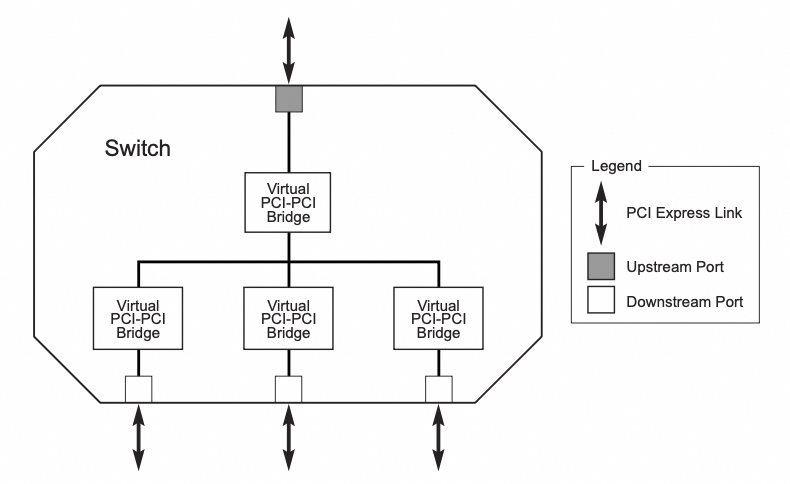 Switch
Virtual
PCI-PCI
Bridge
Virtual
PCI-PCI
Bridge
Virtual
PCI-PCI
Bridge
Virtual
PCI-PCI
Bridge
Legend
PCI Express Link
Upstream Port
Downstream Port